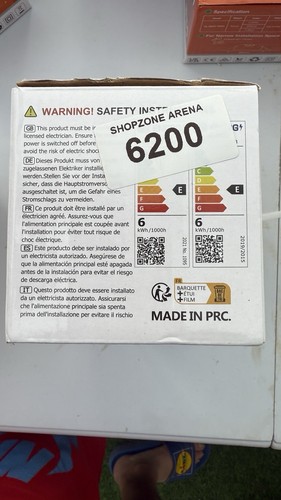 WARNING! SAFETY INST
SHOPZONE ARENA
6200
GB This product must be in
licensed electrician. Ensure
power is switched off before
avoid the risk of electric shoc
DE Dieses Produkt muss von
zugelassenen Elektriker installie
werden.Stellen Sie vor der Insta
sicher, dass die Hauptstromverso
ausgeschaltet ist, um die Gefahr eines
Stromschlags zu vermeiden.
FR Ce produit doit être installé par un
électricien agréé. Assurez-vous que
l'alimentation principale est coupée avant
l'installation pour éviter tout risque de
choc électrique.
ES Este producto debe ser instalado por
un electricista autorizado. Asegúrese de
que la alimentación principal esté apagada
antes de la instalación para evitar el riesgo
de descarga eléctrica.
IT Questo prodotto deve essere installato
da un elettricista autorizzato. Assicurarsi
che l'alimentazione principale sia spenta
prima dell'installazione per evitare il rischio
E
F
G
E
6
kWh/1000h
2019/2015
G
C
D
E
F
G
E
6
kWh/1000h
2019/2015
FR
BARQUETTE
+ÉTUI
+FILM
MADE IN PRC.